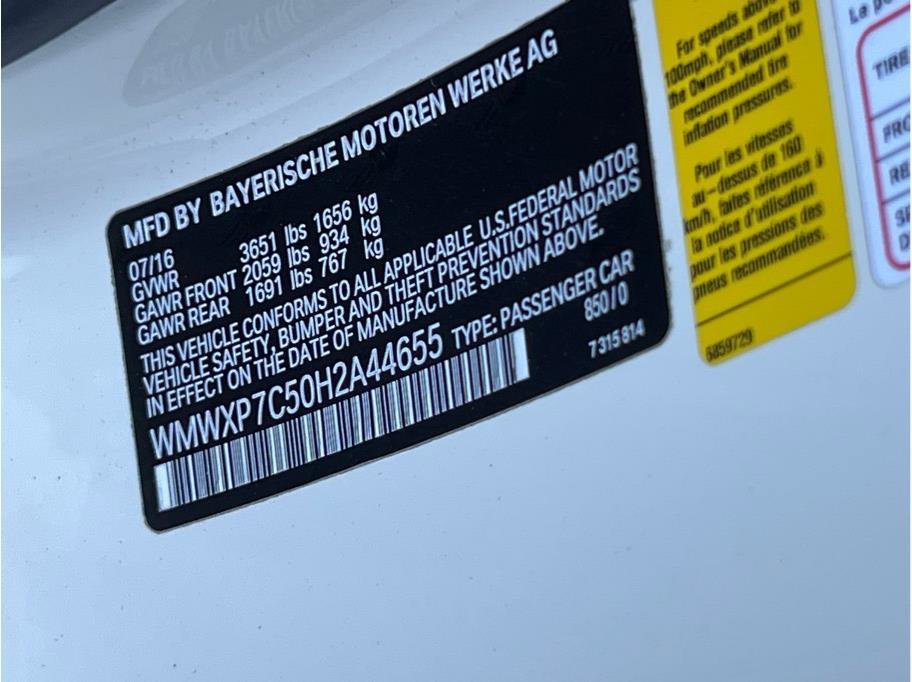 MFD BY BAYERISCHE MOTOREN WERKE AG
07/16
GVWR 3651 lbs 1656 kg
GAWR FRONT 2059 lbs 934 kg
GAWR REAR 1691 lbs 767 kg
THIS VEHICLE CONFORMS TO ALL APPLICABLE U.S.FEDERAL MOTOR
VEHICLE SAFETY, BUMPER AND THEFT PREVENTION STANDARDS
IN EFFECT ON THE DATE OF MANUFACTURE SHOWN ABOVE.
WMWXP7C50H2A44655 TYPE: PASSENGER CAR
850/0
7315814
For speeds above
100mph, please refer to
the Owner's Manual for
recommended tire
inflation pressures.
Pour les vitesses
au-dessus de 160
km/h, faites référence à
la notice d'utilisation
pour les pressions des
pneus recommandées.
6859729
Le
TIRE
FRO
RE